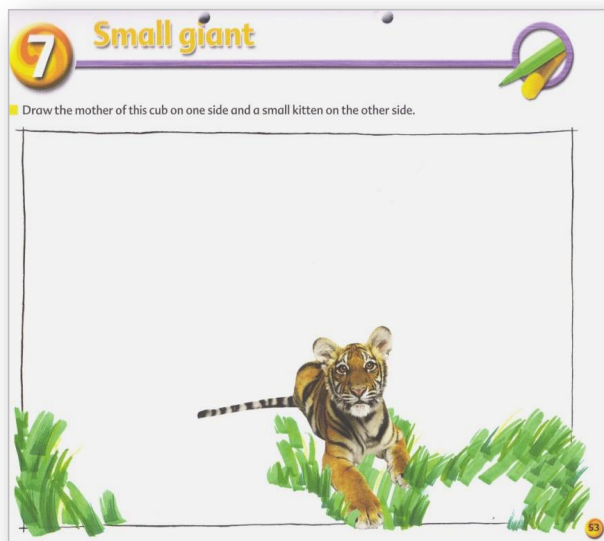 7
Small giant
Draw the mother of this cub on one side and a small kitten on the other side.
53